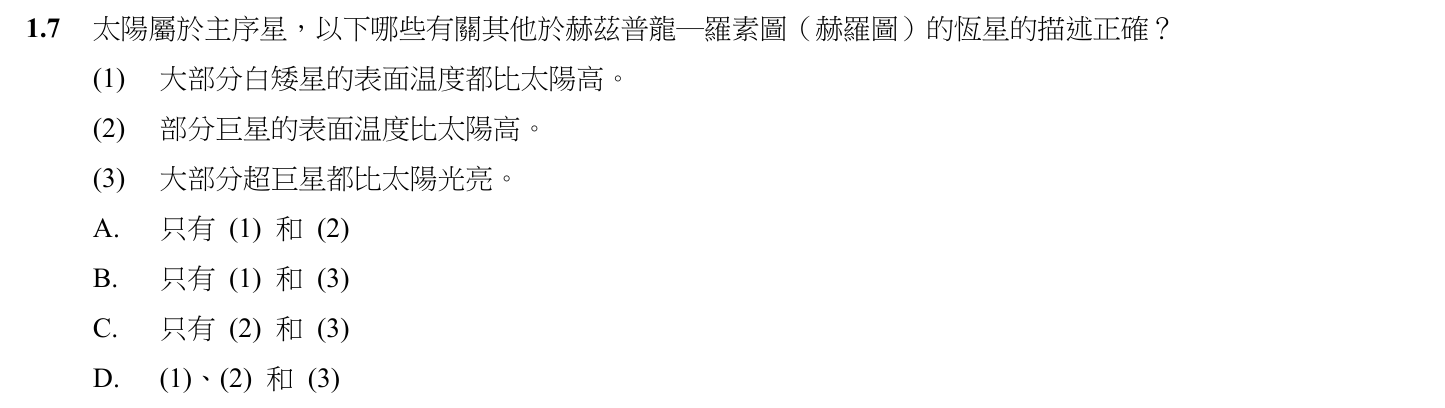 1.7 太陽屬於主序星，以下哪些有關其他於赫茲普龍─羅素圖（赫羅圖）的恆星的描述正確？
(1) 大部分白矮星的表面温度都比太陽高。
(2) 部分巨星的表面温度比太陽高。
(3) 大部分超巨星都比太陽光亮。
A. 只有 (1) 和 (2)
B. 只有 (1) 和 (3)
C. 只有 (2) 和 (3)
D. (1)、(2) 和 (3)